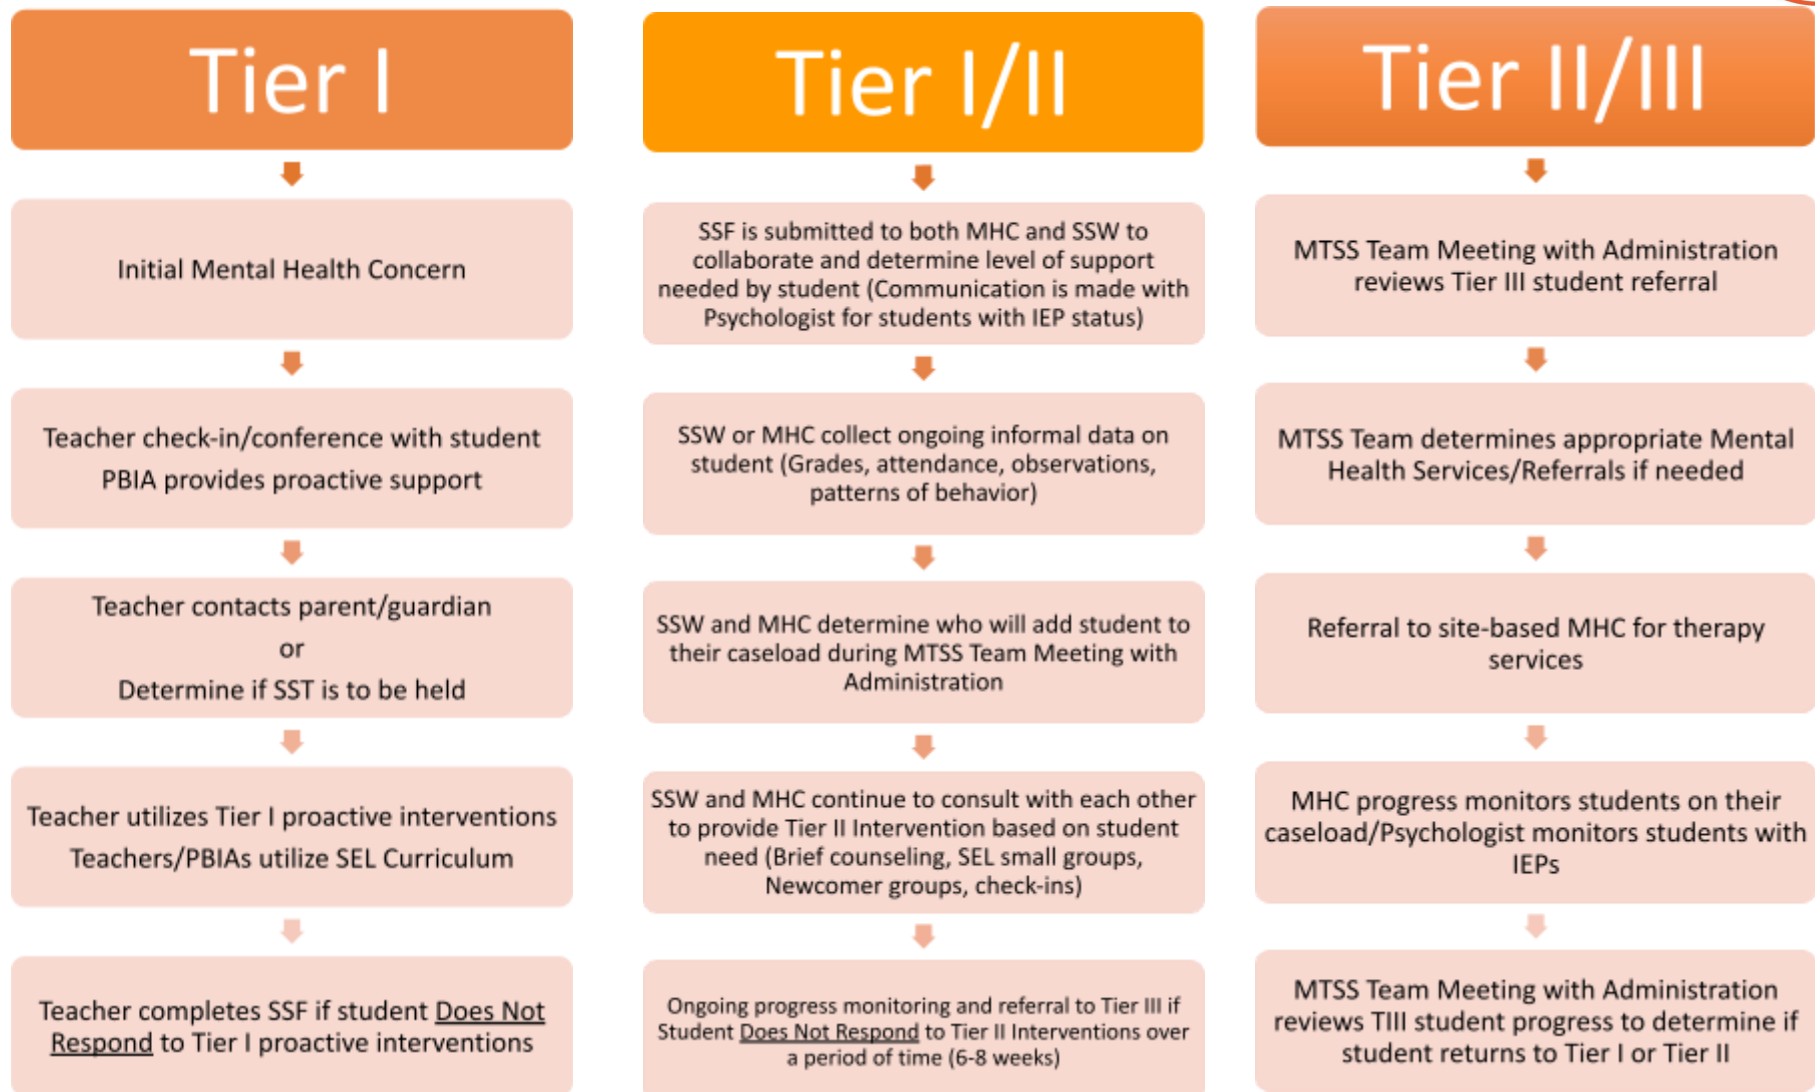 Tier I
Initial Mental Health Concern
Teacher check-in/conference with student
PBIA provides proactive support
Teacher contacts parent/guardian
or
Determine if SST is to be held
Teacher utilizes Tier I proactive interventions
Teachers/PBIAs utilize SEL Curriculum
Teacher completes SSF if student Does Not
Respond to Tier I proactive interventions
Tier I/II
SSF is submitted to both MHC and SSW to
collaborate and determine level of support
needed by student (Communication is made with
Psychologist for students with IEP status)
SSW or MHC collect ongoing informal data on
student (Grades, attendance, observations,
patterns of behavior)
SSW and MHC determine who will add student to
their caseload during MTSS Team Meeting with
Administration
SSW and MHC continue to consult with each other
to provide Tier II Intervention based on student
need (Brief counseling, SEL small groups,
Newcomer groups, check-ins)
Ongoing progress monitoring and referral to Tier III if
Student Does Not Respond to Tier II Interventions over
a period of time (6-8 weeks)
Tier II/III
MTSS Team Meeting with Administration
reviews Tier III student referral
MTSS Team determines appropriate Mental
Health Services/Referrals if needed
Referral to site-based MHC for therapy
services
MHC progress monitors students on their
caseload/Psychologist monitors students with
IEPs
MTSS Team Meeting with Administration
reviews TIII student progress to determine if
student returns to Tier I or Tier II